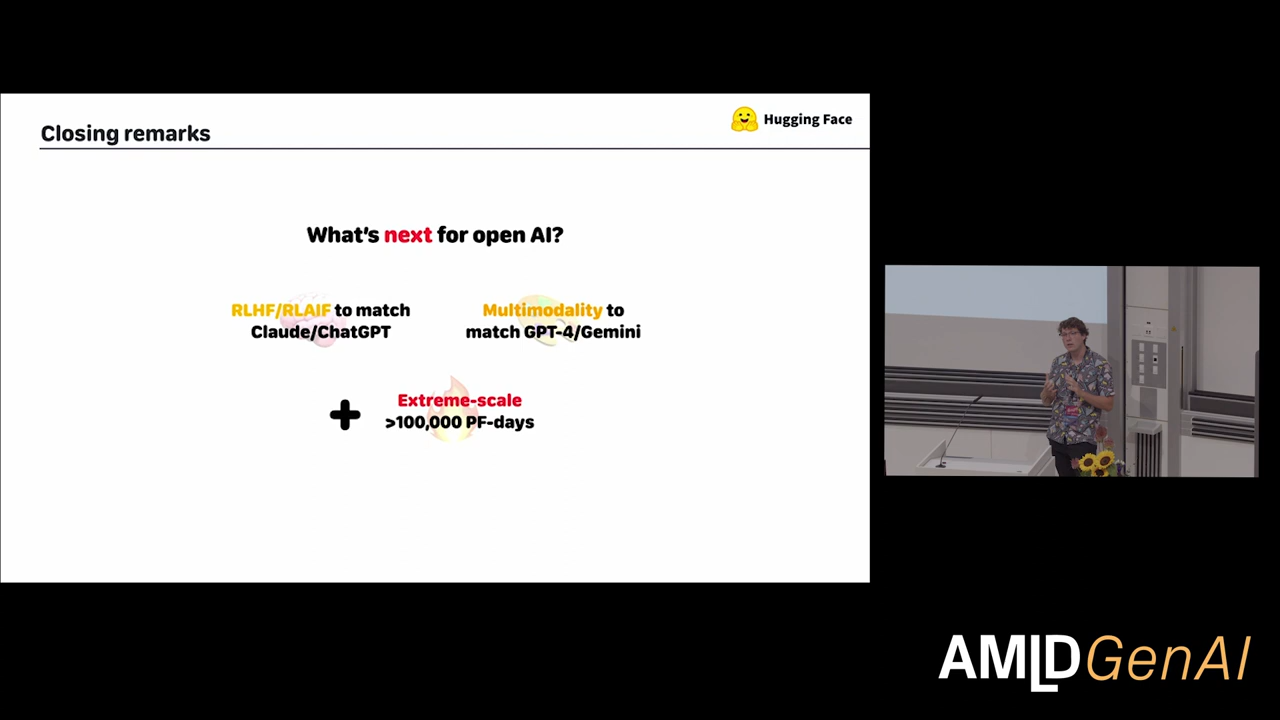 Closing remarks
Hugging Face
What's next for open AI?
RLHF/RLAIF to match
Claude/ChatGPT
Multimodality to
match GPT-4/Gemini
Extreme-scale
>100,000 PF-days
AMLD GenAI